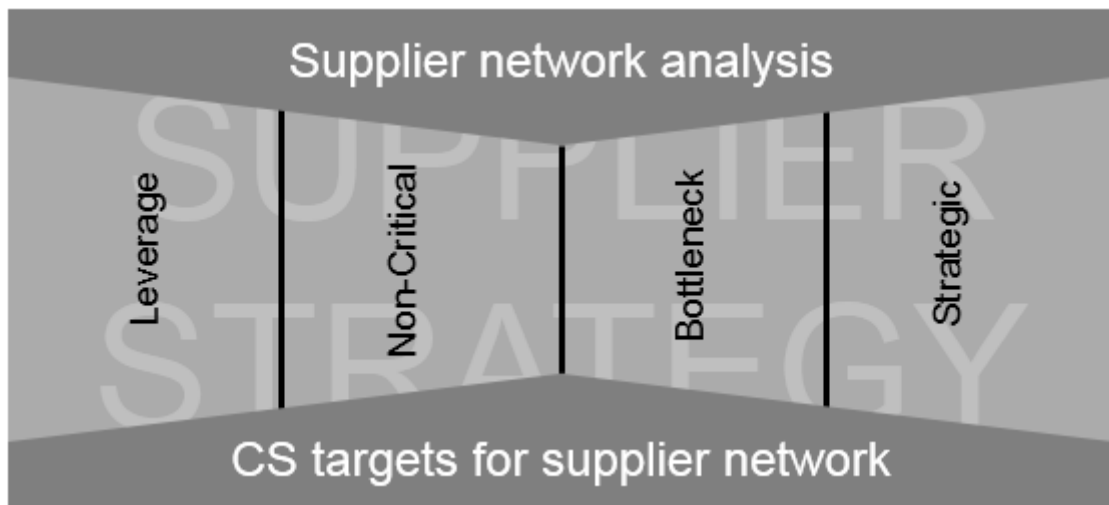 Supplier network analysis
SUPPLIER
STRATEGY
Leverage
Non-Critical
Bottleneck
Strategic
CS targets for supplier network